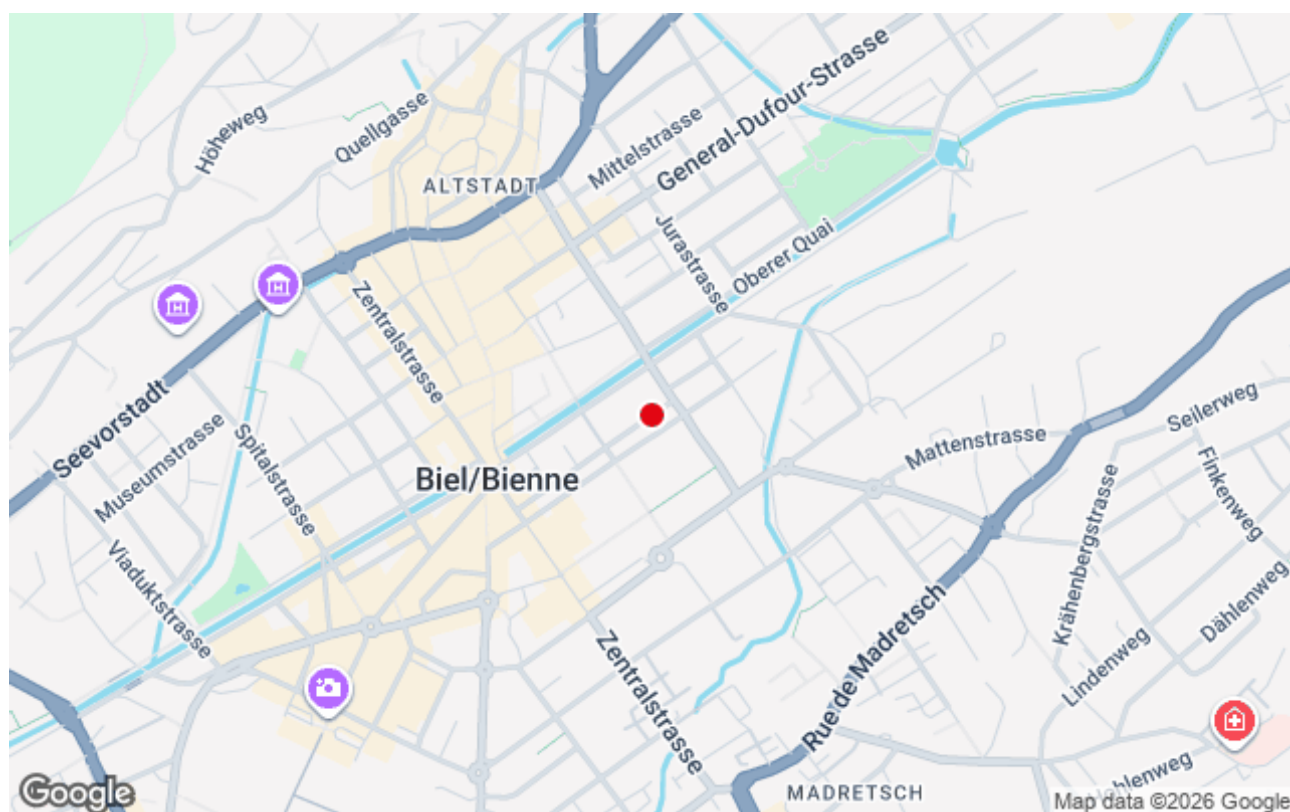 General-Dufour-Strasse
Höheweg
Quellgasse
Mittelstrasse
ALTSTADT
Jurastrasse
Oberer Quai
Zentralstrasse
Seevorstadt
Museumstrasse
Spitalstrasse
Biel/Bienne
Mattenstrasse
Seilerweg
Finkenweg
Krähenbergstrasse
Viaduktstrasse
Dählenweg
Lindenweg
Rue de Madretsch
Zentralstrasse
MADRETSCH
Google
Map data ©2026 Google